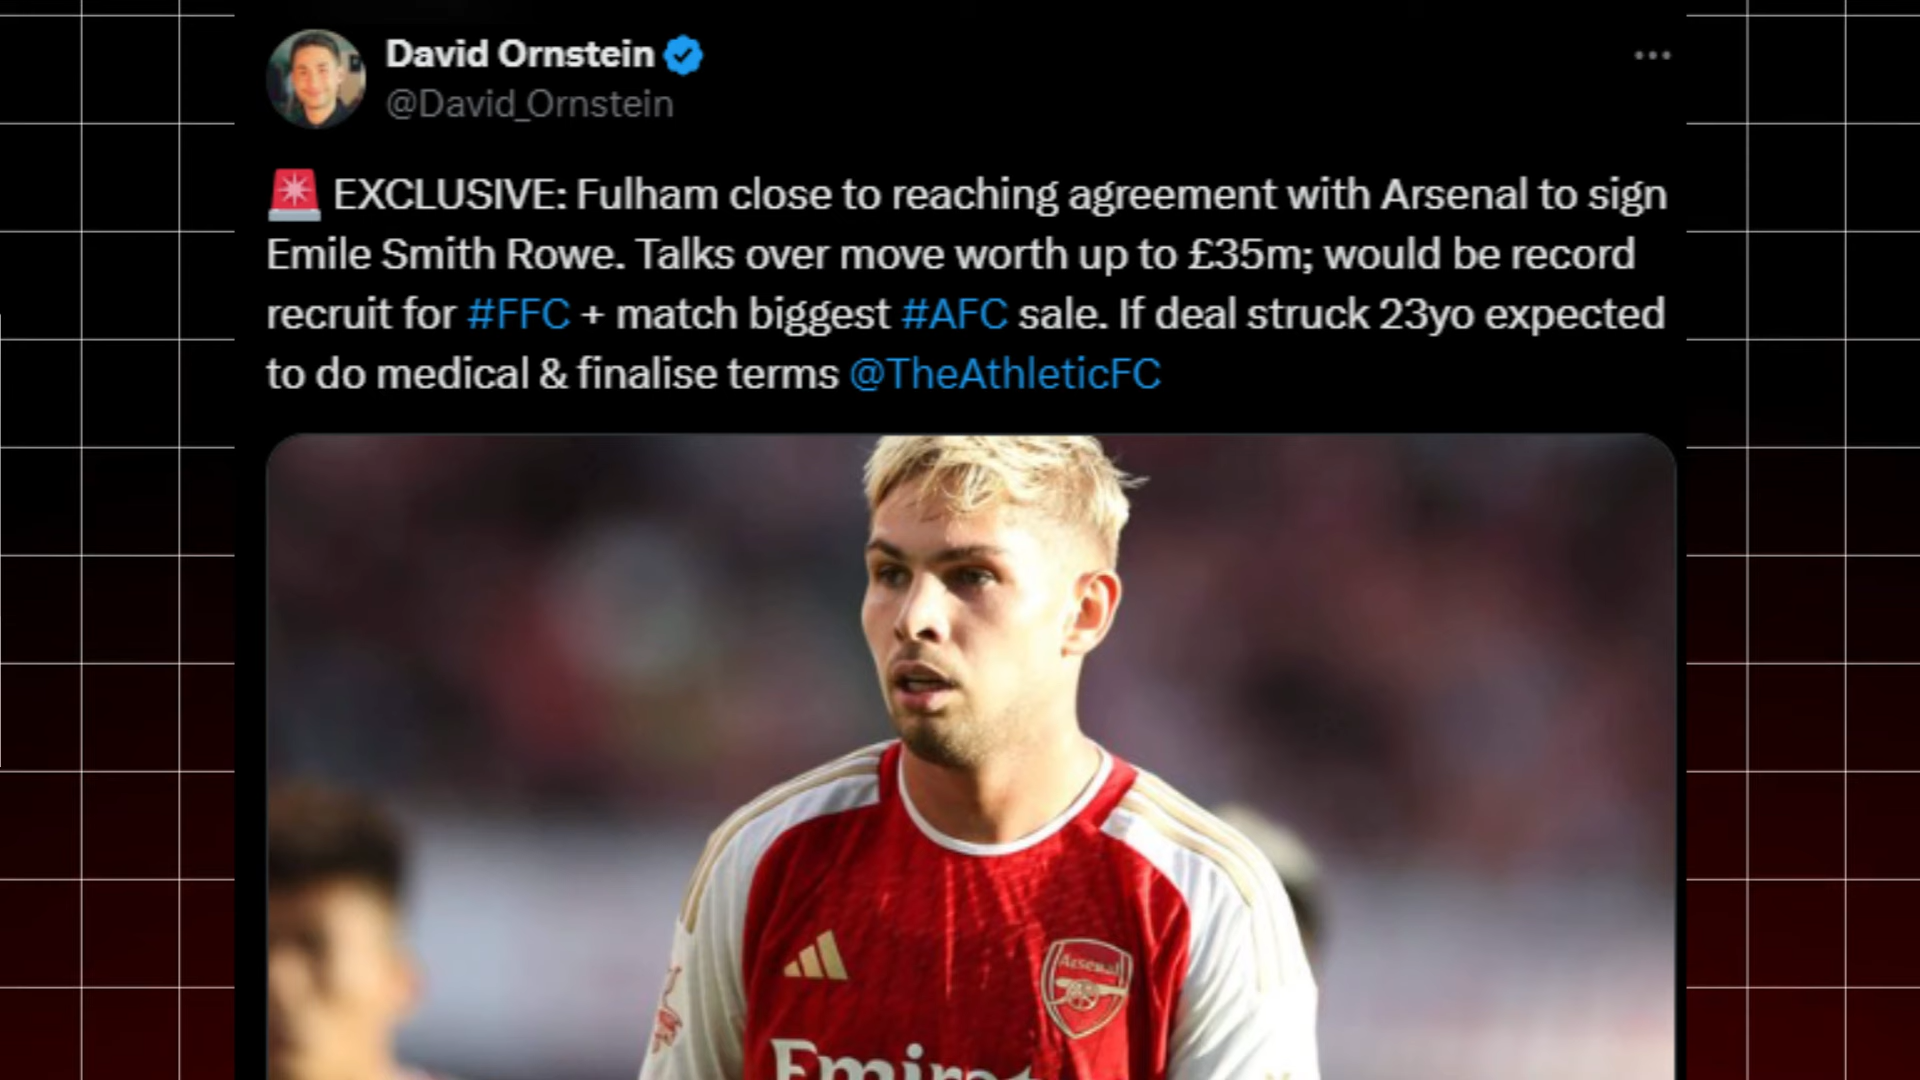 David Ornstein
@David_Ornstein
🚨 EXCLUSIVE: Fulham close to reaching agreement with Arsenal to sign
Emile Smith Rowe. Talks over move worth up to £35m; would be record
recruit for #FFC + match biggest #AFC sale. If deal struck 23yo expected
to do medical & finalise terms @TheAthleticFC
Arsenal
Emirat